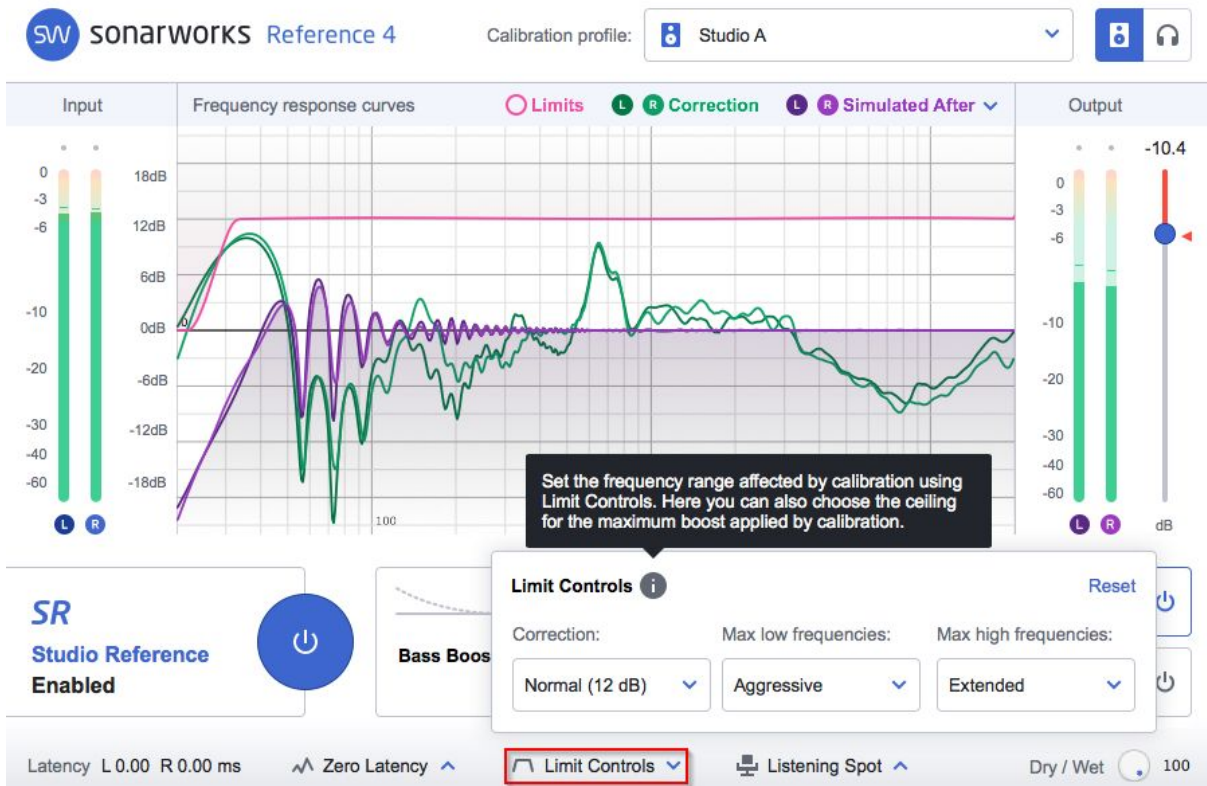 SW sonarworks Reference 4 Calibration profile: Studio A
Input Frequency response curves Limits L R Correction L R Simulated After Output
-10.4
0 18dB 0
-3 -3
-6 12dB -6
6dB
-10 0dB -10
-20 -6dB -20
-30 -12dB -30
-40 -40
-60 -18dB -60
100
L R L R dB
Set the frequency range affected by calibration using
Limit Controls. Here you can also choose the ceiling
for the maximum boost applied by calibration.
Limit Controls i Reset
SR
Studio Reference
Enabled
Bass Boos
Correction: Max low frequencies: Max high frequencies:
Normal (12 dB) Aggressive Extended
Latency L 0.00 R 0.00 ms Zero Latency Limit Controls Listening Spot Dry / Wet 100